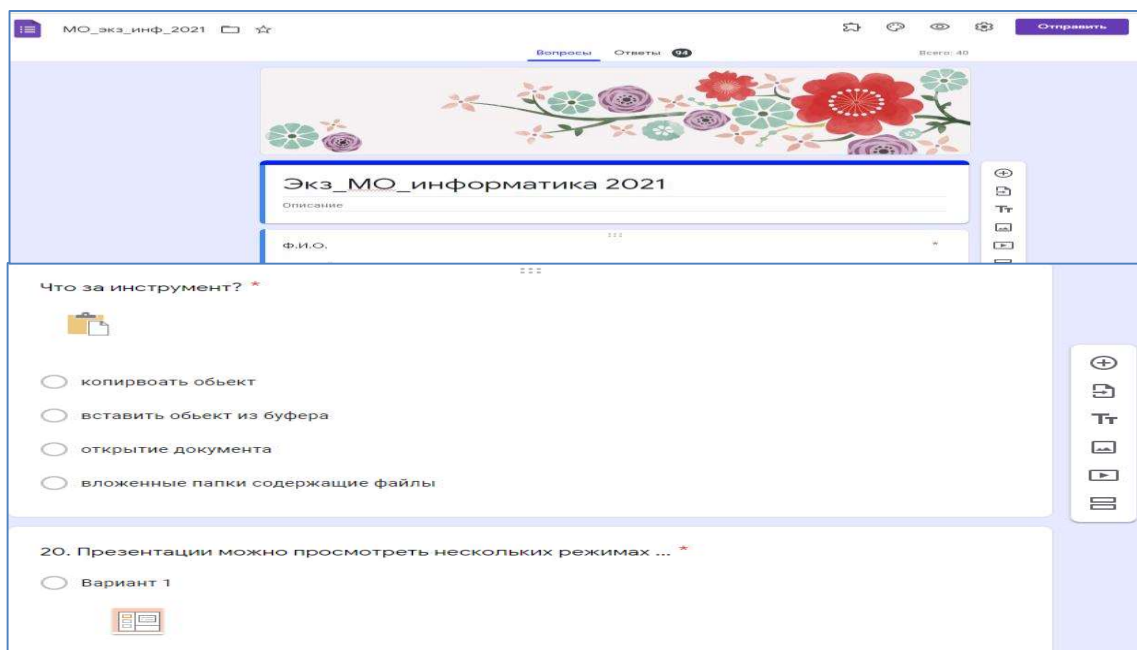 МО_экз_инф_2021
Отправить
Вопросы Ответы 94
Всего: 40
Экз_МО_информатика 2021
Описание
Ф.И.О. *
Что за инструмент? *
копирвоать обьект
вставить обьект из буфера
открытие документа
вложенные папки содержащие файлы
20. Презентации можно просмотреть нескольких режимах ... *
Вариант 1